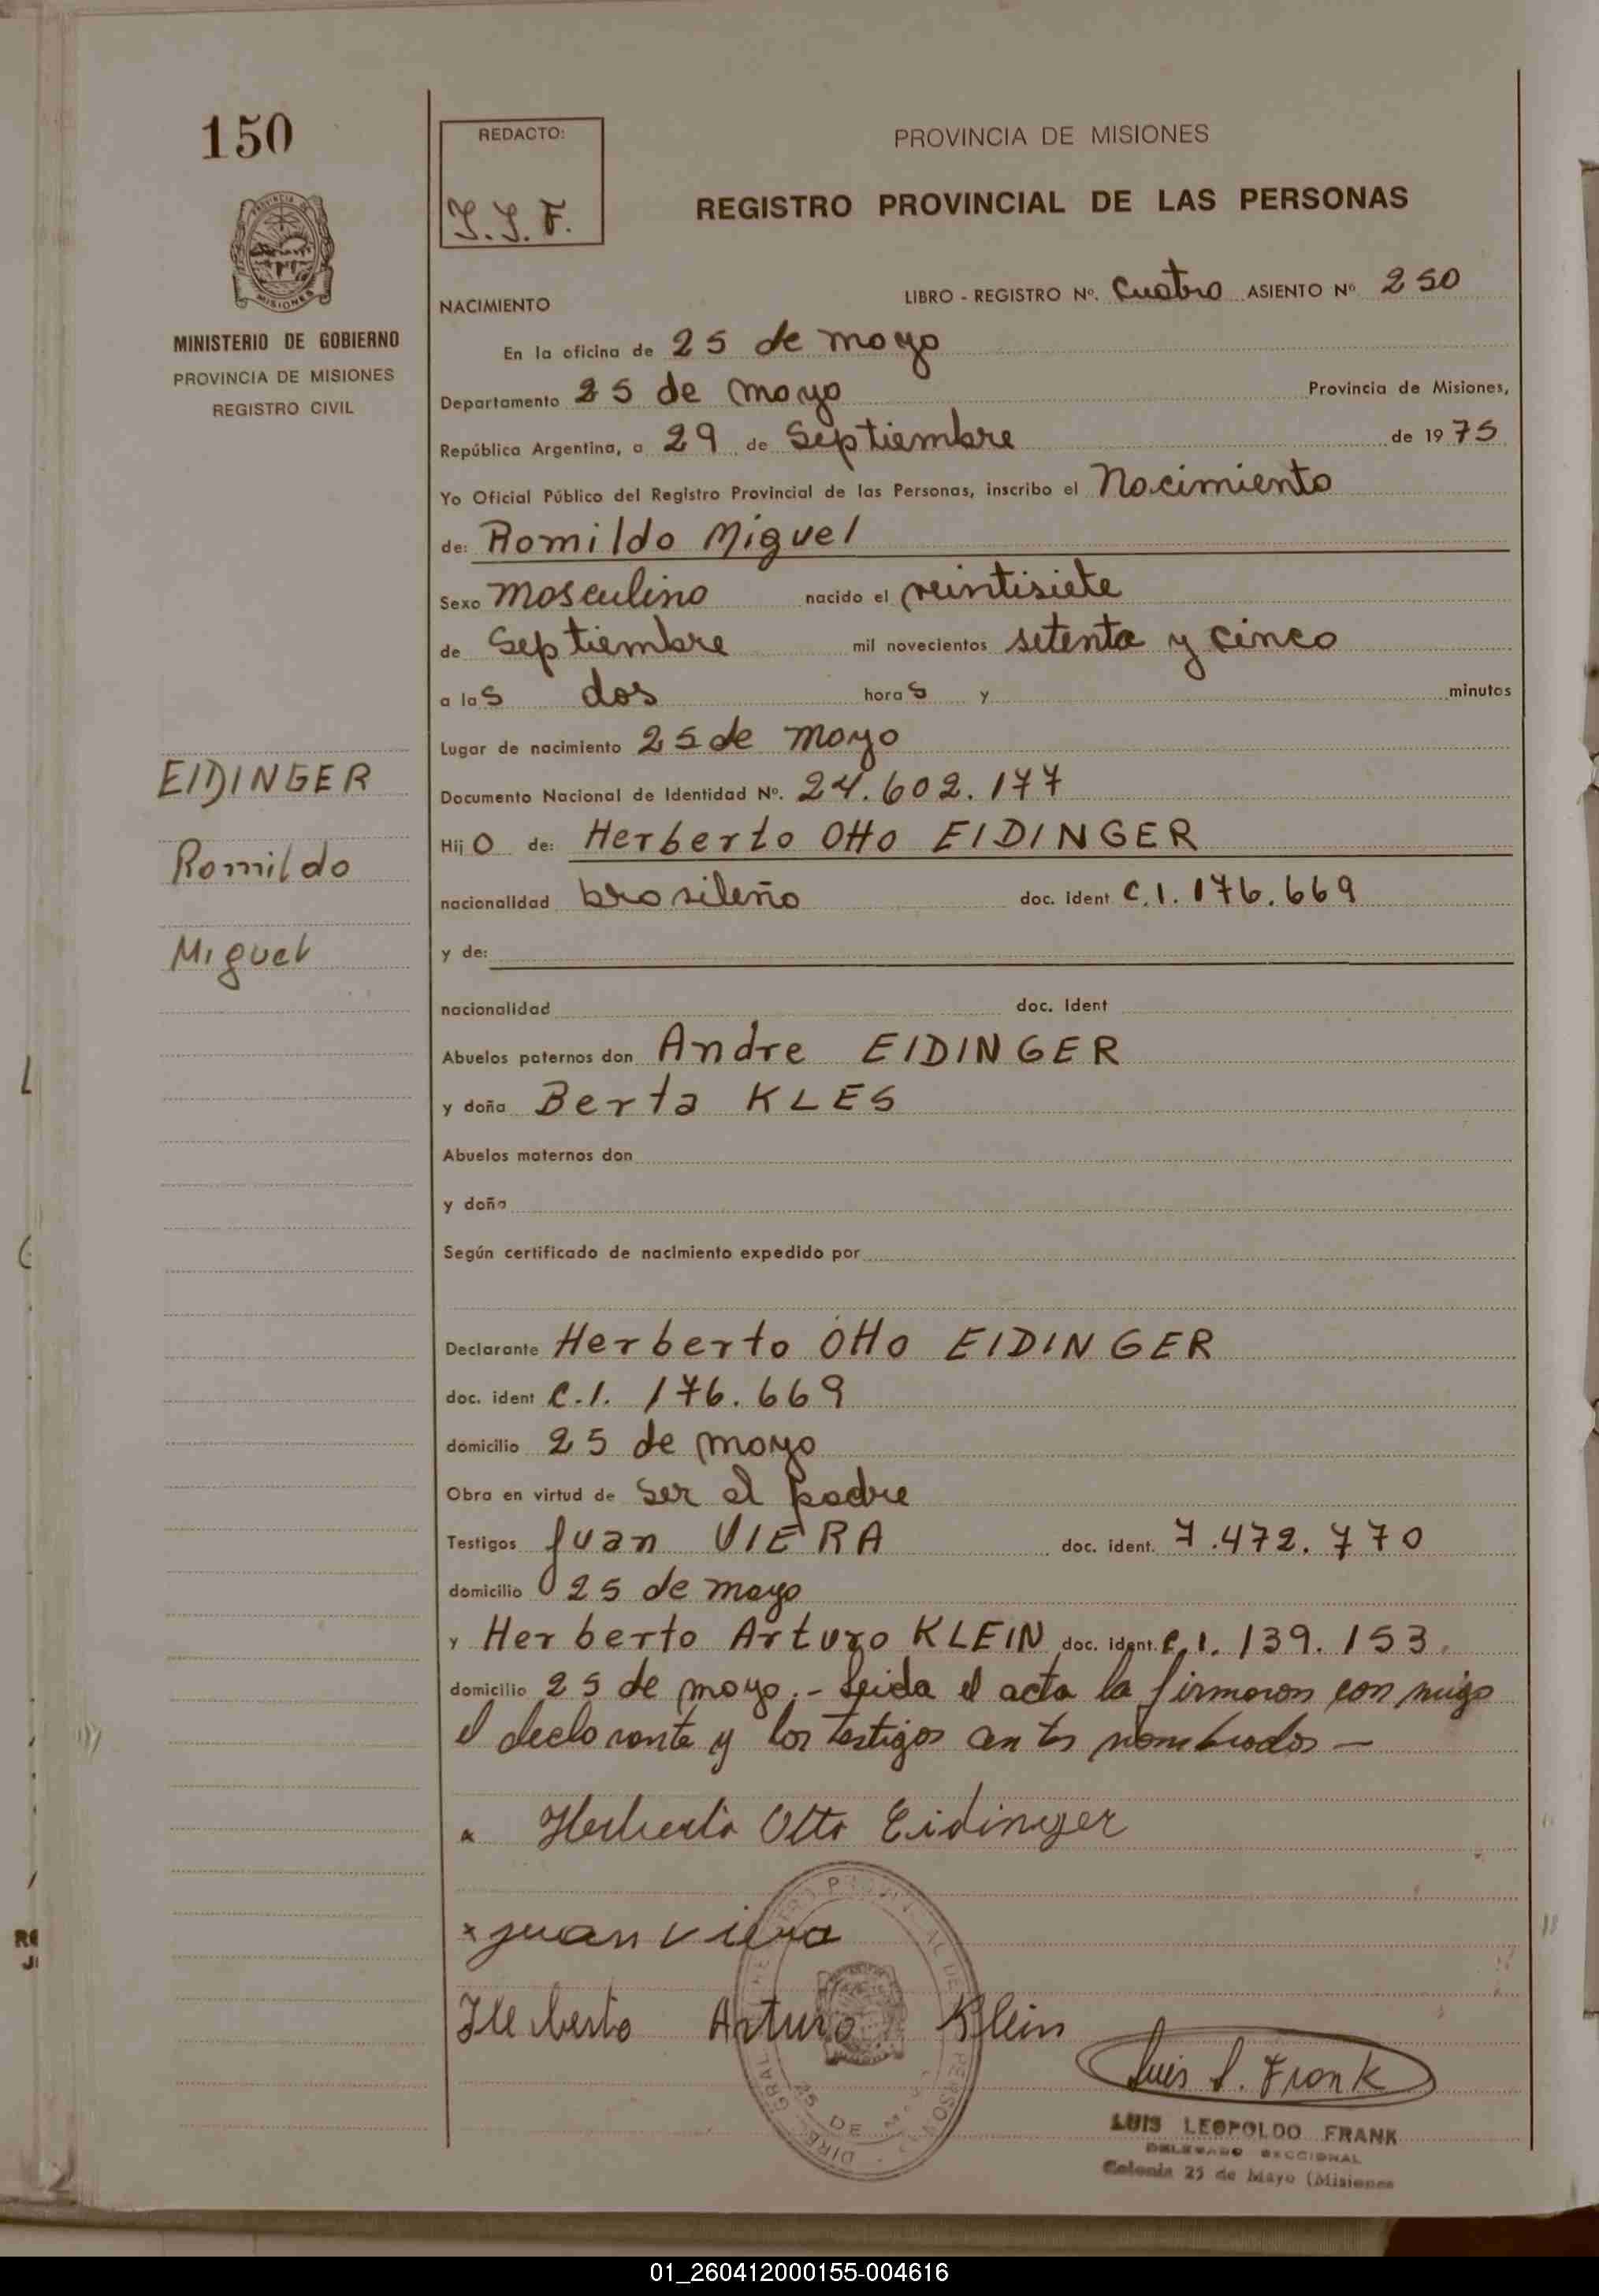 150
PROVINCIA DE MISIONES
MINISTERIO DE GOBIERNO
PROVINCIA DE MISIONES
REGISTRO CIVIL
EIDINGER
Romildo
Miguel
REDACTO:
J.J.F.
PROVINCIA DE MISIONES
REGISTRO PROVINCIAL DE LAS PERSONAS
LIBRO - REGISTRO Nº. Cuatro ASIENTO Nº 250
NACIMIENTO
En la oficina de 25 de mayo
Departamento 25 de mayo Provincia de Misiones,
República Argentina, a 29 de Septiembre de 1975
Yo Oficial Público del Registro Provincial de las Personas, inscribo el Nacimiento
de: Romildo Miguel
Sexo masculino nacido el veintisiete
de Septiembre mil novecientos setenta y cinco
a las dos horas y minutos
Lugar de nacimiento 25 de mayo
Documento Nacional de Identidad Nº. 24.602.177
Hijo de: Herberto Otto EIDINGER
nacionalidad brasileño doc. ident C.I. 176.669
y de:
nacionalidad doc. ident
Abuelos paternos don Andre EIDINGER
y doña Berta KLES
Abuelos maternos don
y doña
Según certificado de nacimiento expedido por
Declarante Herberto Otto EIDINGER
doc. ident C.I. 176.669
domicilio 25 de mayo
Obra en virtud de ser el padre
Testigos Juan VIERA doc. ident. 7.472.770
domicilio 25 de mayo
y Herberto Arturo KLEIN doc. ident. C.I. 139.153.
domicilio 25 de mayo.- Leida el acta la firmaron con migo
el declarante y los testigos antes nombrados —
x Herberto Otto Eidinger
x Juan Viera
Herberto Arturo Klein
25 DE MAYO
Luis L. Frank
LUIS LEOPOLDO FRANK
DELEGADO SECCIONAL
Colonia 25 de Mayo (Misiones
01_260412000155-004616